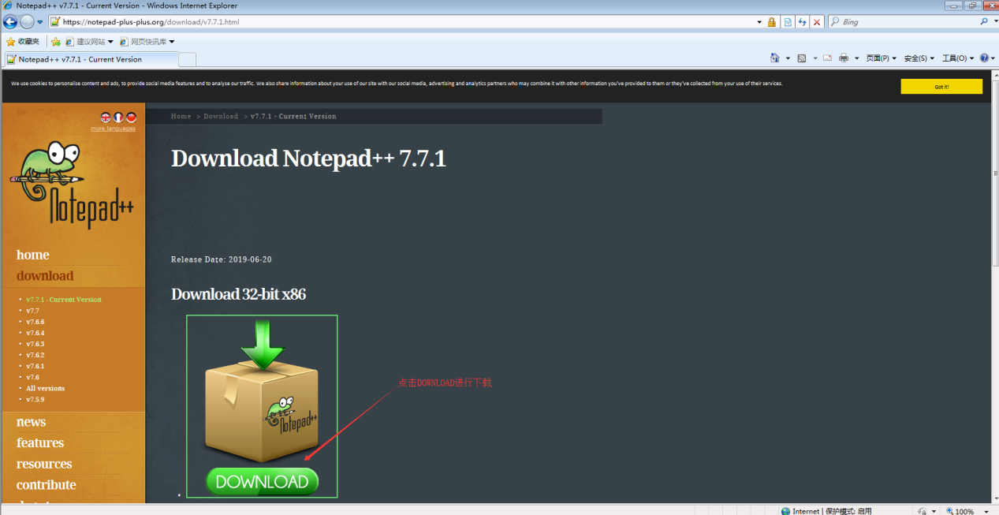 Notepad++ v7.7.1 - Current Version - Windows Internet Explorer
https://notepad-plus-plus.org/download/v7.7.1.html
Bing
收藏夹 建议网站 网页快讯库
Notepad++ v7.7.1 - Current Version
页面(P) 安全(S) 工具(O)
We use cookies to personalise content and ads, to provide social media features and to analyse our traffic. We also share information about your use of our site with our social media, advertising and analytics partners who may combine it with other information you've provided to them or they've collected from your use of their services.
Got it!
more languages
Notepad++
home
download
v7.7.1 - Current Version
v7.7
v7.6.6
v7.6.4
v7.6.3
v7.6.2
v7.6.1
v7.6
All versions
v7.5.9
news
features
resources
contribute
Home > Download > v7.7.1 - Current Version
Download Notepad++ 7.7.1
Release Date: 2019-06-20
Download 32-bit x86
Notepad++
DOWNLOAD
点击DOWNLOAD进行下载
Internet | 保护模式: 启用
100%